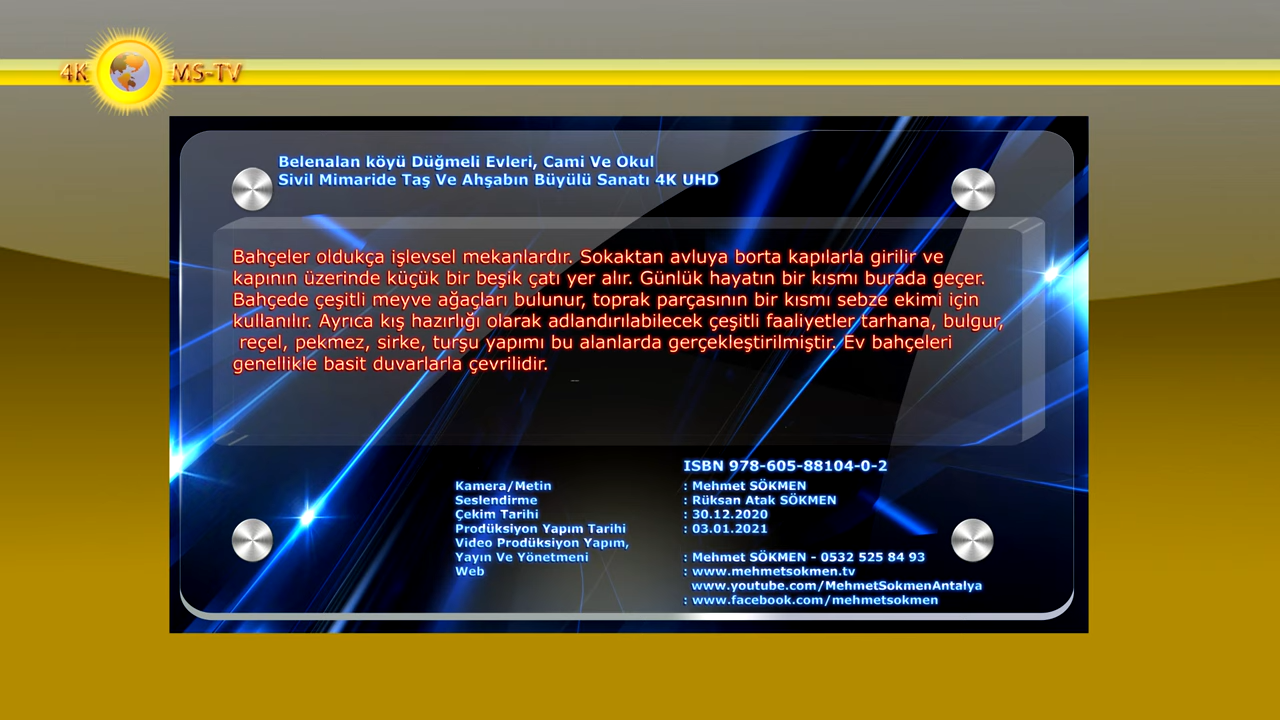 4K MS-TV
Belenalan köyü Düğmeli Evleri, Cami Ve Okul
Sivil Mimaride Taş Ve Ahşabın Büyülü Sanatı 4K UHD
Bahçeler oldukça işlevsel mekanlardır. Sokaktan avluya borta kapılarla girilir ve
kapının üzerinde küçük bir beşik çatı yer alır. Günlük hayatın bir kısmı burada geçer.
Bahçede çeşitli meyve ağaçları bulunur, toprak parçasının bir kısmı sebze ekimi için
kullanılır. Ayrıca kış hazırlığı olarak adlandırılabilecek çeşitli faaliyetler tarhana, bulgur,
reçel, pekmez, sirke, turşu yapımı bu alanlarda gerçekleştirilmiştir. Ev bahçeleri
genellikle basit duvarlarla çevrilidir.
ISBN 978-605-88104-0-2
Kamera/Metin : Mehmet SÖKMEN
Seslendirme : Rüksan Atak SÖKMEN
Çekim Tarihi : 30.12.2020
Prodüksiyon Yapım Tarihi : 03.01.2021
Video Prodüksiyon Yapım,
Yayın Ve Yönetmeni : Mehmet SÖKMEN - 0532 525 84 93
Web : www.mehmetsokmen.tv
www.youtube.com/MehmetSokmenAntalya
: www.facebook.com/mehmetsokmen